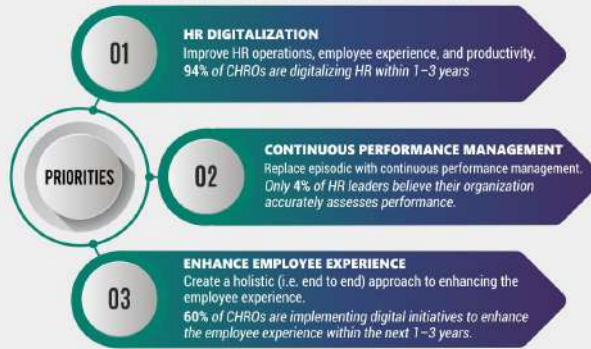 01
HR DIGITALIZATION
Improve HR operations, employee experience, and productivity.
94% of CHROs are digitalizing HR within 1–3 years
PRIORITIES
02
CONTINUOUS PERFORMANCE MANAGEMENT
Replace episodic with continuous performance management.
Only 4% of HR leaders believe their organization
accurately assesses performance.
03
ENHANCE EMPLOYEE EXPERIENCE
Create a holistic (i.e. end to end) approach to enhancing the
employee experience.
60% of CHROs are implementing digital initiatives to enhance
the employee experience within the next 1–3 years.